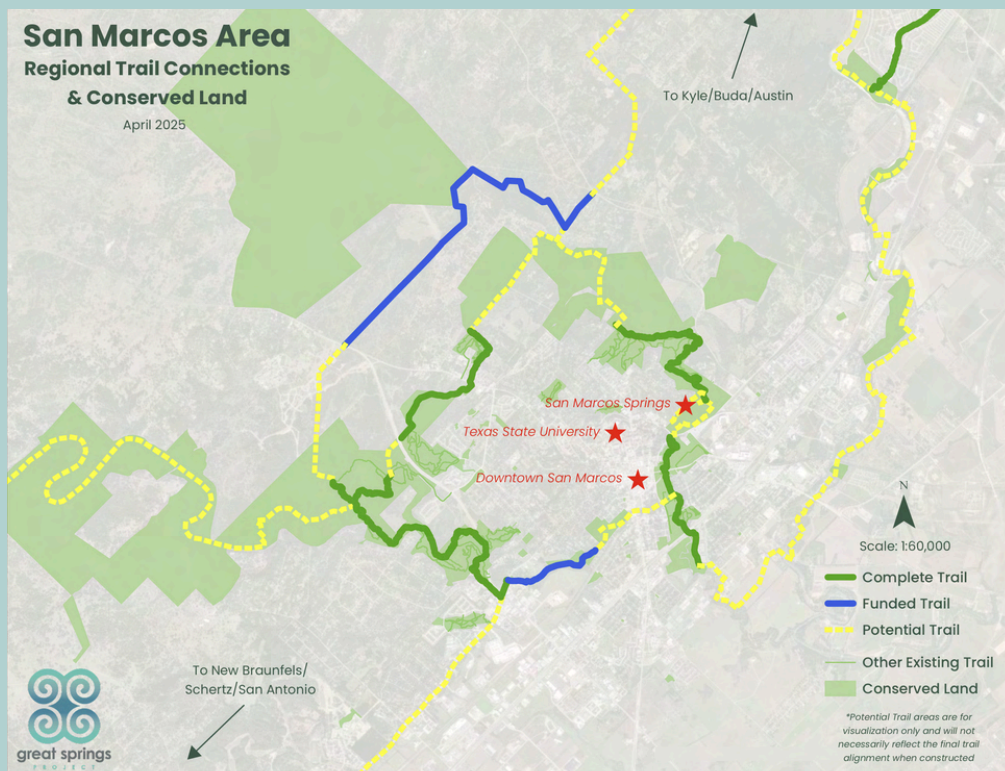 San Marcos Area
Regional Trail Connections
& Conserved Land
April 2025
To Kyle/Buda/Austin
San Marcos Springs
Texas State University
Downtown San Marcos
N
Scale: 1:60,000
Complete Trail
Funded Trail
Potential Trail
Other Existing Trail
Conserved Land
*Potential Trail areas are for
visualization only and will not
necessarily reflect the final trail
alignment when constructed
To New Braunfels/
Schertz/San Antonio
great springs
PROJECT